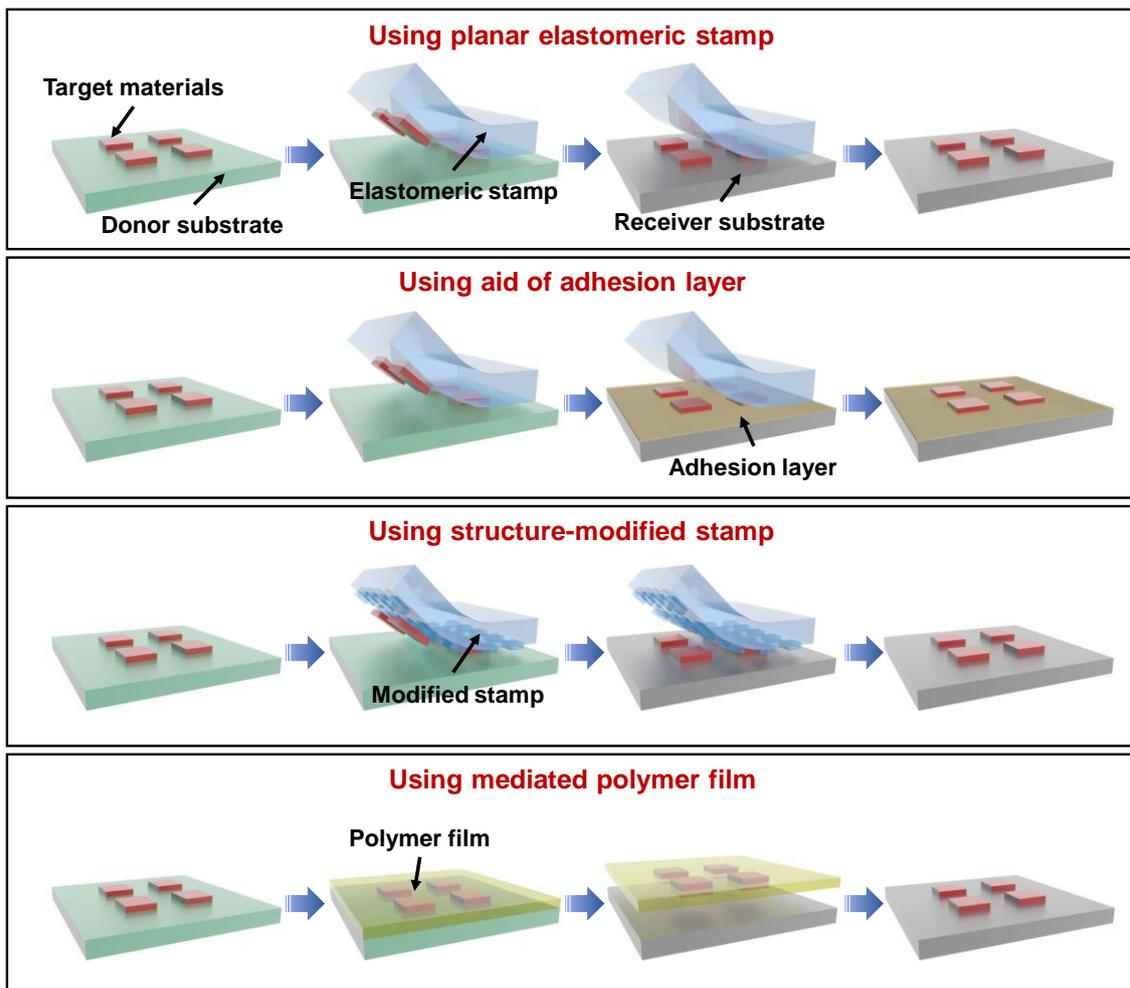 Using planar elastomeric stamp
Target materials
Elastomeric stamp
Donor substrate
Receiver substrate
Using aid of adhesion layer
Adhesion layer
Using structure-modified stamp
Modified stamp
Using mediated polymer film
Polymer film